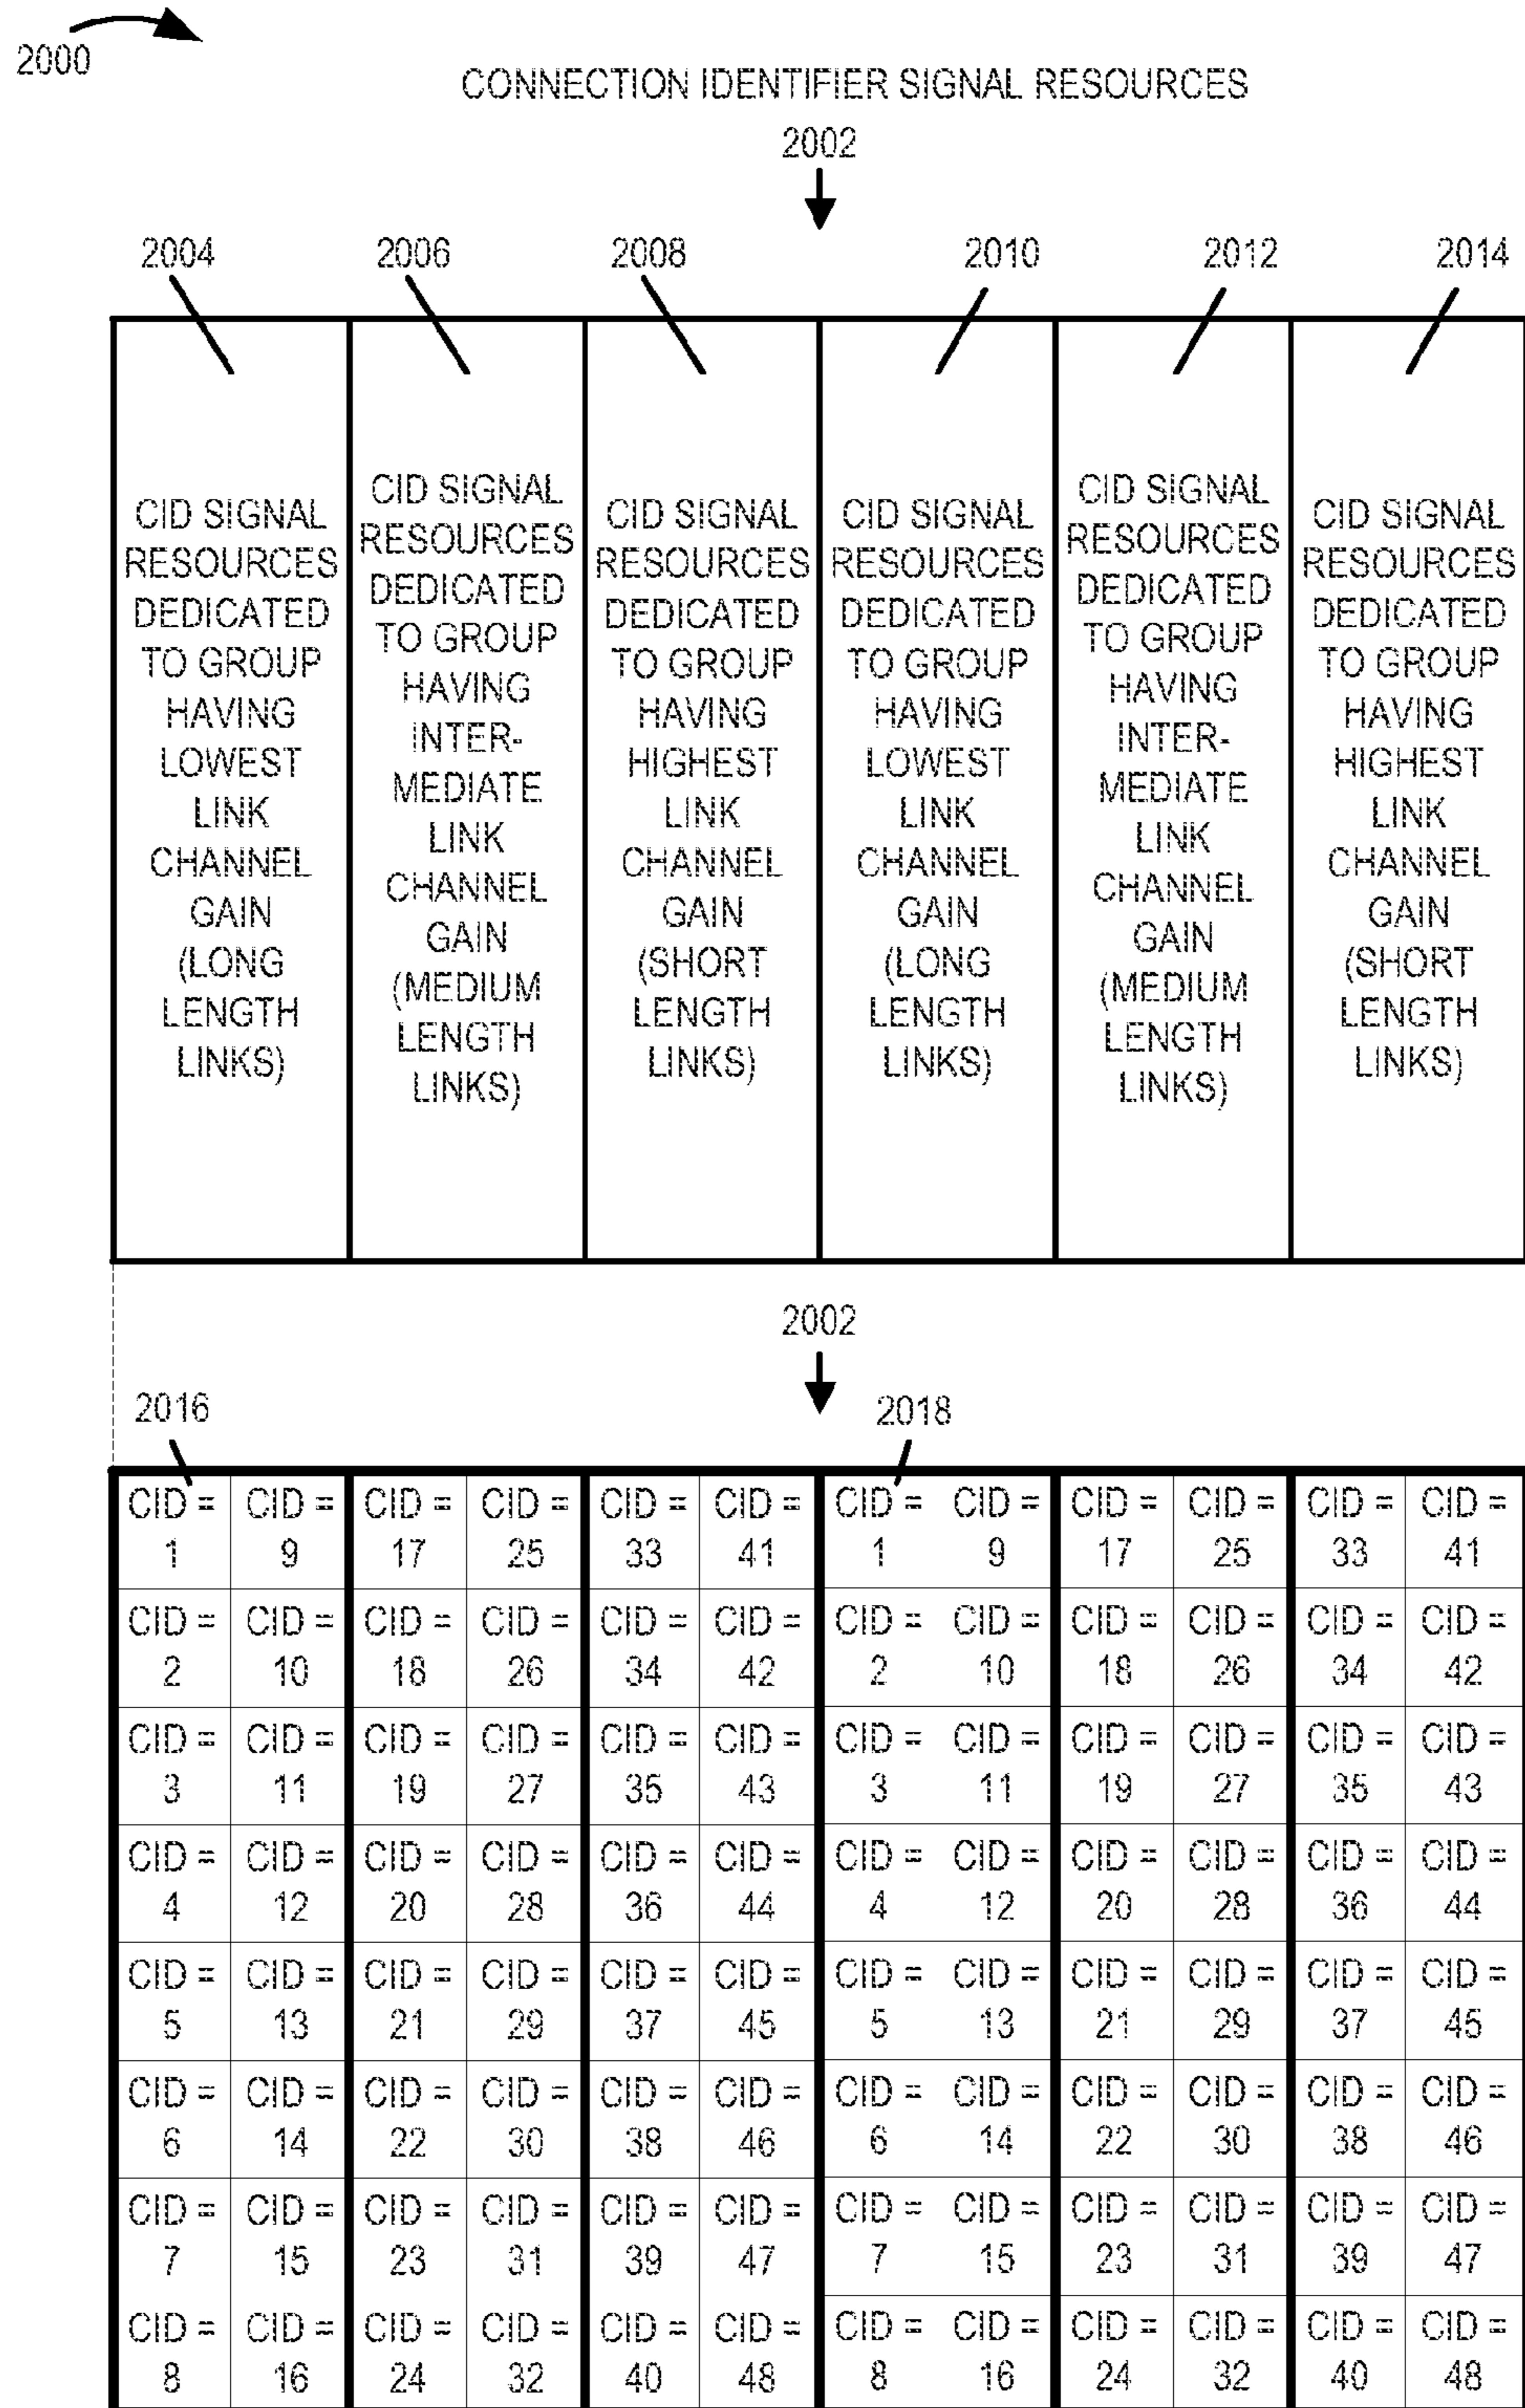 2000
CONNECTION IDENTIFIER SIGNAL RESOURCES
2002
2004 2006 2008 2010 2012 2014
CID SIGNAL
RESOURCES
DEDICATED
TO GROUP
HAVING
LOWEST
LINK
CHANNEL
GAIN
(LONG
LENGTH
LINKS)
CID SIGNAL
RESOURCES
DEDICATED
TO GROUP
HAVING
INTER-
MEDIATE
LINK
CHANNEL
GAIN
(MEDIUM
LENGTH
LINKS)
CID SIGNAL
RESOURCES
DEDICATED
TO GROUP
HAVING
HIGHEST
LINK
CHANNEL
GAIN
(SHORT
LENGTH
LINKS)
CID SIGNAL
RESOURCES
DEDICATED
TO GROUP
HAVING
LOWEST
LINK
CHANNEL
GAIN
(LONG
LENGTH
LINKS)
CID SIGNAL
RESOURCES
DEDICATED
TO GROUP
HAVING
INTER-
MEDIATE
LINK
CHANNEL
GAIN
(MEDIUM
LENGTH
LINKS)
CID SIGNAL
RESOURCES
DEDICATED
TO GROUP
HAVING
HIGHEST
LINK
CHANNEL
GAIN
(SHORT
LENGTH
LINKS)
2002
2016 2018
CID = CID = CID = CID = CID = CID = CID = CID = CID = CID = CID = CID =
1 9 17 25 33 41 1 9 17 25 33 41
CID = CID = CID = CID = CID = CID = CID = CID = CID = CID = CID = CID =
2 10 18 26 34 42 2 10 18 26 34 42
CID = CID = CID = CID = CID = CID = CID = CID = CID = CID = CID = CID =
3 11 19 27 35 43 3 11 19 27 35 43
CID = CID = CID = CID = CID = CID = CID = CID = CID = CID = CID = CID =
4 12 20 28 36 44 4 12 20 28 36 44
CID = CID = CID = CID = CID = CID = CID = CID = CID = CID = CID = CID =
5 13 21 29 37 45 5 13 21 29 37 45
CID = CID = CID = CID = CID = CID = CID = CID = CID = CID = CID = CID =
6 14 22 30 38 46 6 14 22 30 38 46
CID = CID = CID = CID = CID = CID = CID = CID = CID = CID = CID = CID =
7 15 23 31 39 47 7 15 23 31 39 47
CID = CID = CID = CID = CID = CID = CID = CID = CID = CID = CID = CID =
8 16 24 32 40 48 8 16 24 32 40 48